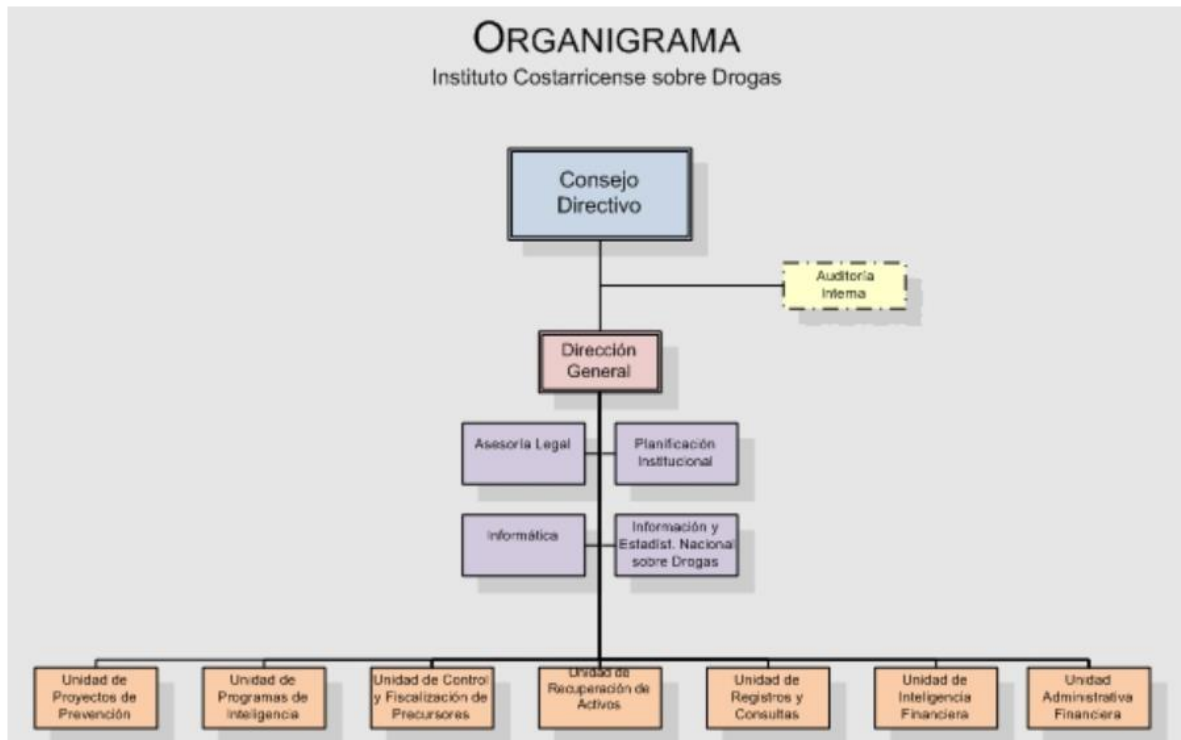 ORGANIGRAMA
Instituto Costarricense sobre Drogas
Consejo
Directivo
Auditoría
Interna
Dirección
General
Asesoría Legal
Planificación
Institucional
Informática
Información y
Estadist. Nacional
sobre Drogas
Unidad de
Proyectos de
Prevención
Unidad de
Programas de
Inteligencia
Unidad de Control
y Fiscalización de
Precursores
Unidad de
Recuperación de
Activos
Unidad de
Registros y
Consultas
Unidad de
Inteligencia
Financiera
Unidad
Administrativa
Financiera